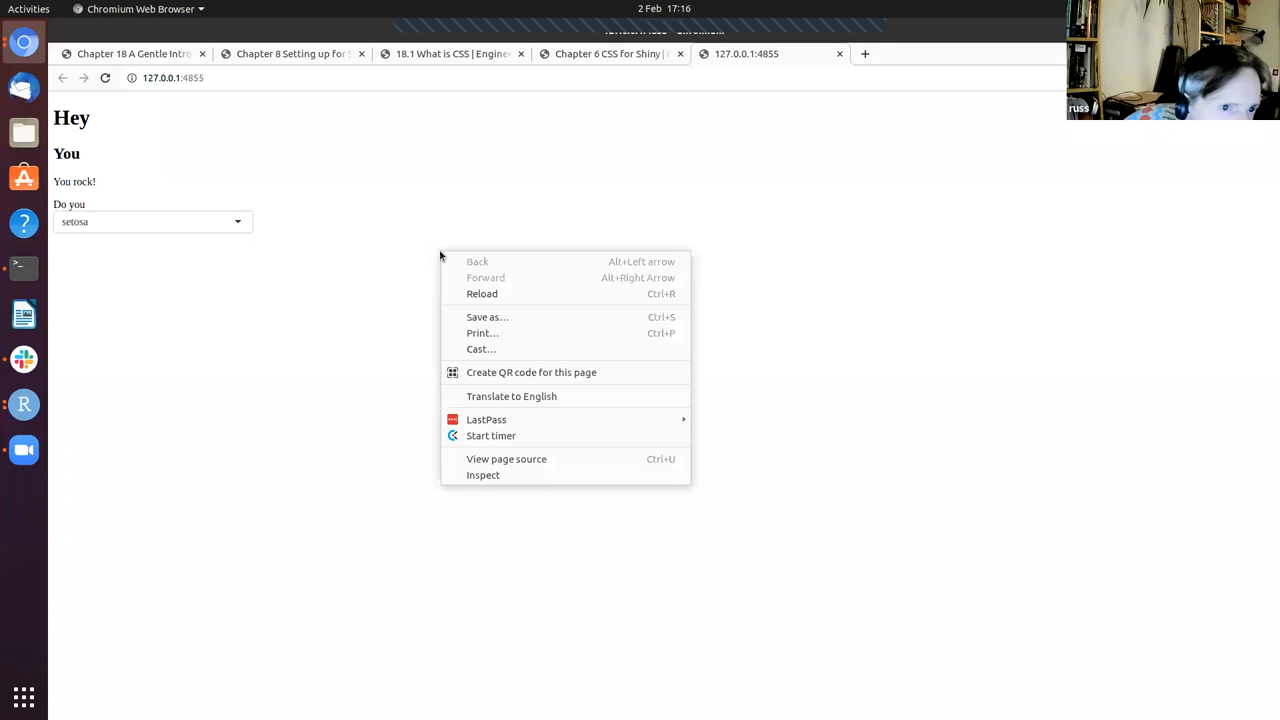 Activities
Chromium Web Browser
2 Feb 17:16
Chapter 18 A Gentle Intro
Chapter 8 Setting up for
18.1 What is CSS | Engine
Chapter 6 CSS for Shiny |
127.0.0.1:4855
127.0.0.1:4855
russ
Hey
You
You rock!
Do you
setosa
Back Alt+Left arrow
Forward Alt+Right Arrow
Reload Ctrl+R
Save as… Ctrl+S
Print… Ctrl+P
Cast…
Create QR code for this page
Translate to English
LastPass
Start timer
View page source Ctrl+U
Inspect